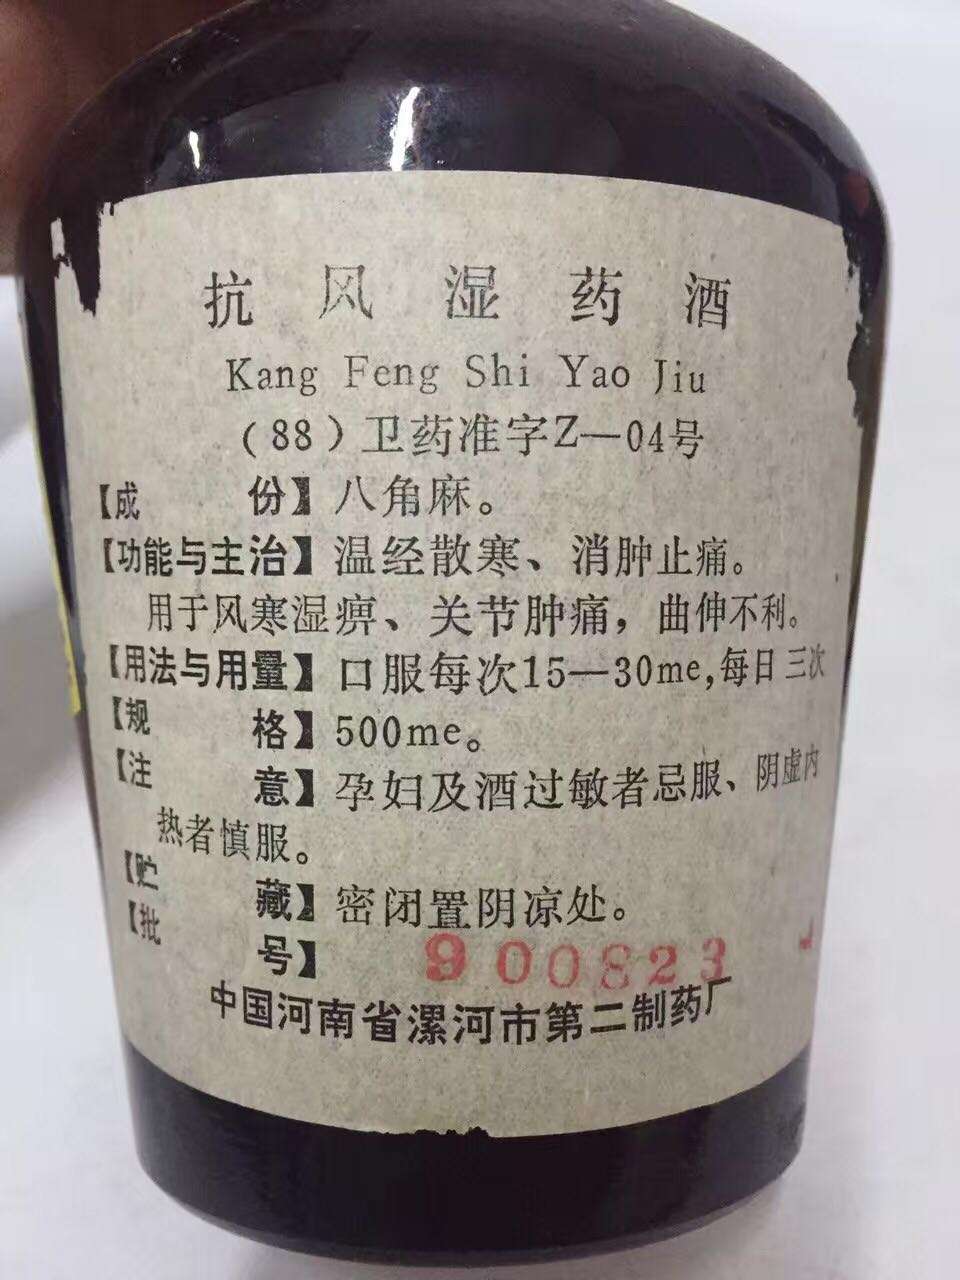 抗风湿药酒
Kang Feng Shi Yao Jiu
(88)卫药准字Z—04号
【成份】八角麻。
【功能与主治】温经散寒、消肿止痛。
用于风寒湿痹、关节肿痛，曲伸不利。
【用法与用量】口服每次15—30me,每日三次
【规格】500me。
【注意】孕妇及酒过敏者忌服、阴虚内
热者慎服。
【贮藏】密闭置阴凉处。
【批号】900823
中国河南省漯河市第二制药厂